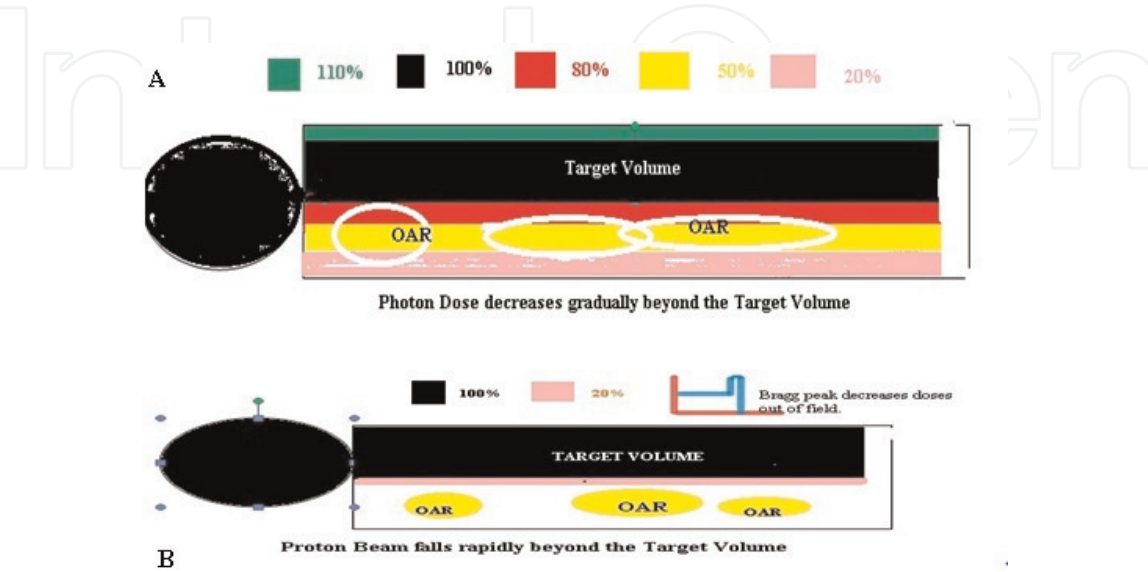 A
110%
100%
80%
50%
20%
Target Volume
OAR
OAR
Photon Dose decreases gradually beyond the Target Volume
100%
20%
Bragg peak decreases doses
out of field.
TARGET VOLUME
OAR
OAR
OAR
Proton Beam falls rapidly beyond the Target Volume
B